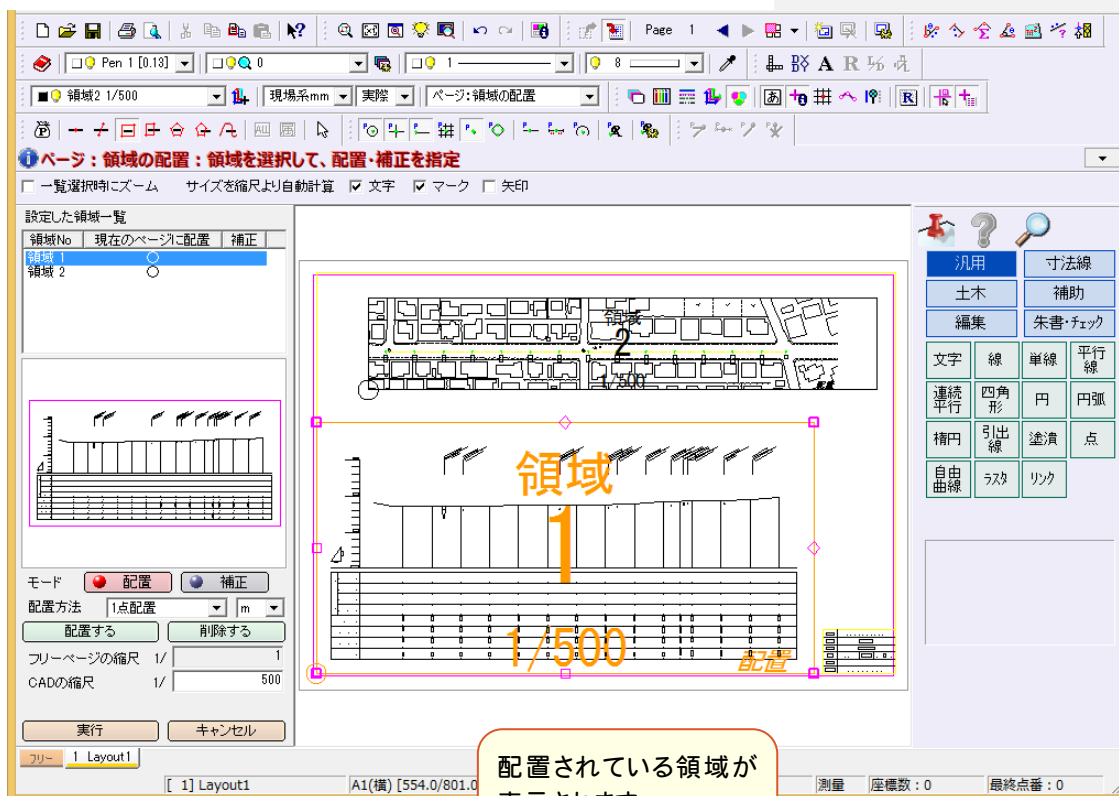 Page 1
Pen 1 [0.13]
0
1
8
領域2 1/500
現場系mm
実際
ページ:領域の配置
ページ：領域の配置：領域を選択して、配置・補正を指定
一覧選択時にズーム サイズを縮尺より自動計算 文字 マーク 矢印
設定した領域一覧
領域No 現在のページに配置 補正
領域 1 ○
領域 2 ○
モード 配置 補正
配置方法 1点配置 m
配置する 削除する
フリーページの縮尺 1/ 1
CADの縮尺 1/ 500
実行 キャンセル
領域
2
1/500
領域
1
1/500
配置
汎用 寸法線
土木 補助
編集 朱書・チェック
文字 線 単線 平行線
連続平行 四角形 円 円弧
楕円 引出線 塗潰 点
自由曲線 ラスタ リンク
フリー 1 Layout1
[ 1] Layout1 A1(横) [554.0/801.0 測量 座標数：0 最終点番：0
配置されている領域が
表示されます